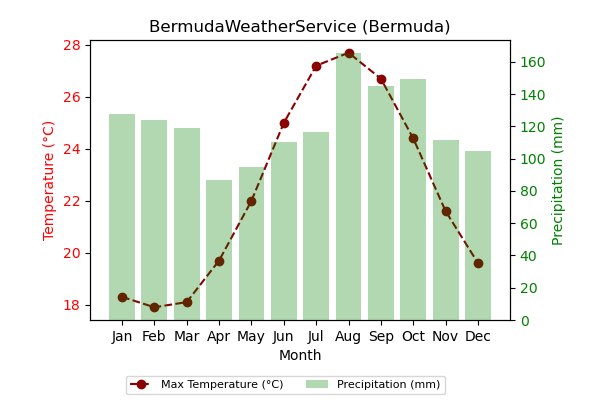 BermudaWeatherService (Bermuda)
28
26
24
22
20
18
Temperature (°C)
160
140
120
100
80
60
40
20
0
Precipitation (mm)
Jan Feb Mar Apr May Jun Jul Aug Sep Oct Nov Dec
Month
Max Temperature (°C) Precipitation (mm)